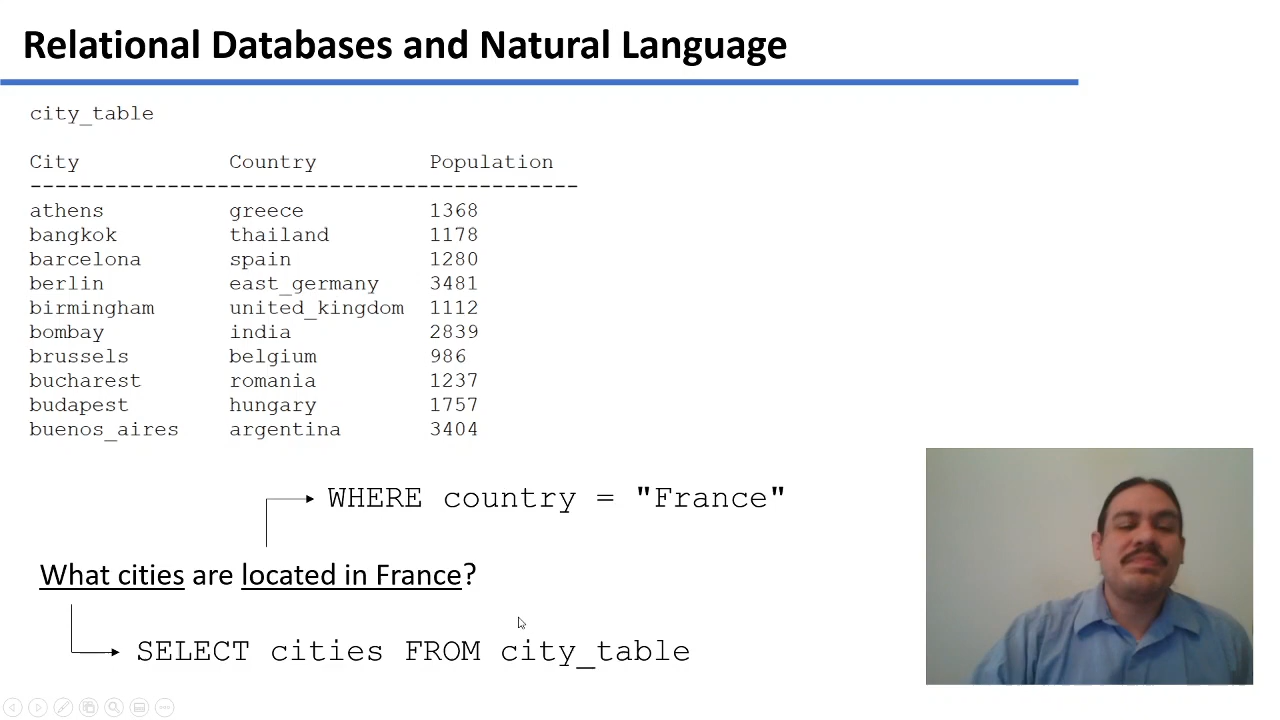 Relational Databases and Natural Language
city_table
City Country Population
-------------------------------------------
athens greece 1368
bangkok thailand 1178
barcelona spain 1280
berlin east_germany 3481
birmingham united_kingdom 1112
bombay india 2839
brussels belgium 986
bucharest romania 1237
budapest hungary 1757
buenos_aires argentina 3404
WHERE country = "France"
What cities are located in France?
SELECT cities FROM city_table